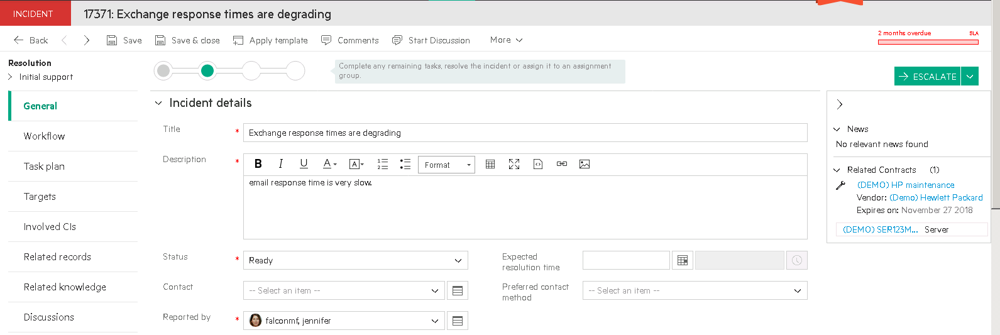 INCIDENT
17371: Exchange response times are degrading
Back
Save
Save & close
Apply template
Comments
Start Discussion
More
2 months overdue
SLA
Resolution
Initial support
Complete any remaining tasks, resolve the incident or assign it to an assignment
group.
ESCALATE
General
Workflow
Task plan
Targets
Involved CIs
Related records
Related knowledge
Discussions
Incident details
Title
*
Exchange response times are degrading
Description
*
B I U A A Format
email response time is very slow.
Status
*
Ready
Expected
resolution time
Contact
-- Select an item --
Preferred contact
method
-- Select an item --
Reported by
*
falconmf, jennifer
News
No relevant news found
Related Contracts (1)
(DEMO) HP maintenance
Vendor: (Demo) Hewlett Packard
Expires on: November 27 2018
(DEMO) SER123M... Server